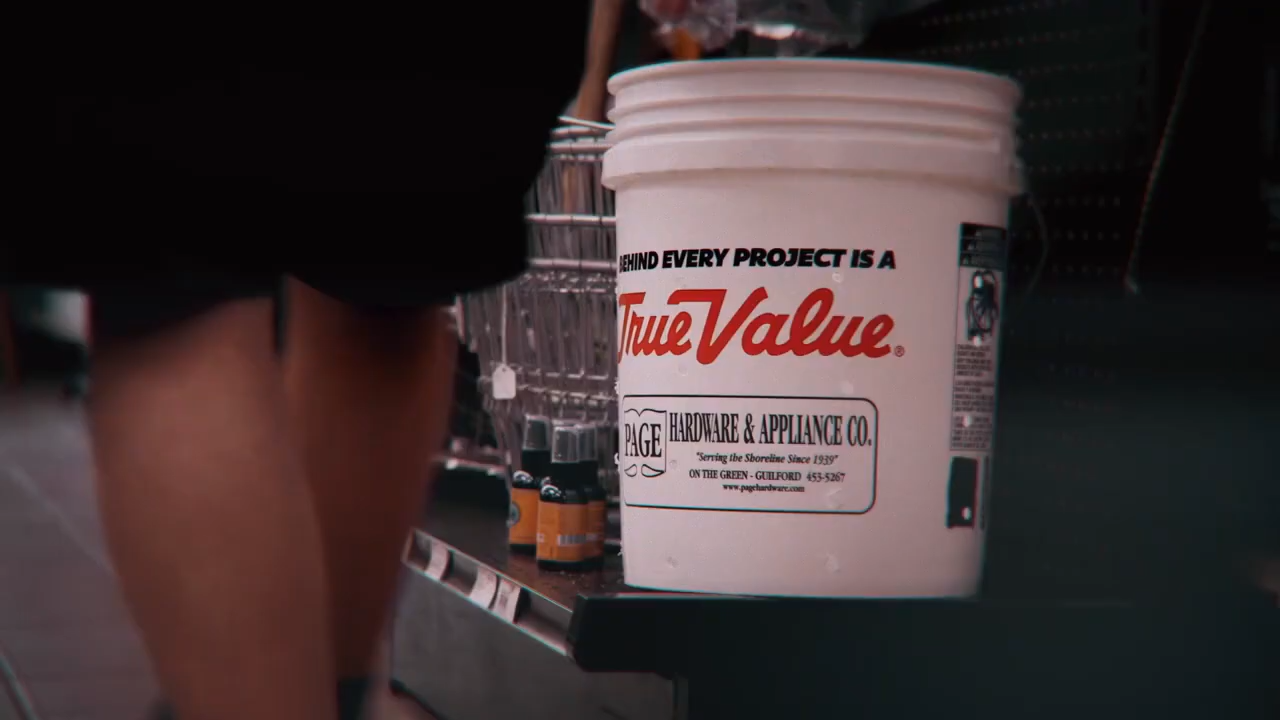 BEHIND EVERY PROJECT IS A
True Value®
PAGE
HARDWARE & APPLIANCE CO.
"Serving the Shoreline Since 1939"
ON THE GREEN - GUILFORD 453-5267
www.pagehardware.com